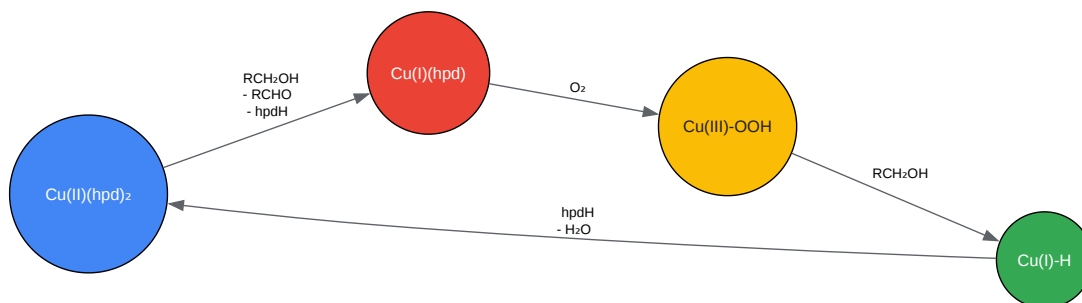 Cu(II)(hpd)₂
RCH₂OH
- RCHO
- hpdH
Cu(I)(hpd)
O₂
Cu(III)-OOH
RCH₂OH
Cu(I)-H
hpdH
- H₂O